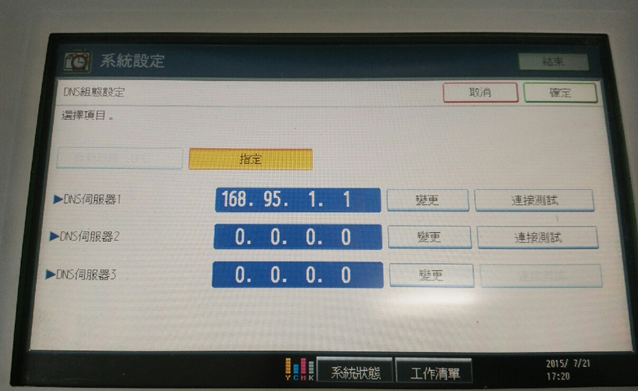 系統設定
結束
DNS組態設定
取消
確定
選擇項目。
指定
▶DNS伺服器1 168. 95. 1. 1 變更 連接測試
▶DNS伺服器2 0. 0. 0. 0 變更 連接測試
▶DNS伺服器3 0. 0. 0. 0 變更 連接測試
YCMK
系統狀態
工作清單
2015/ 7/21
17:20